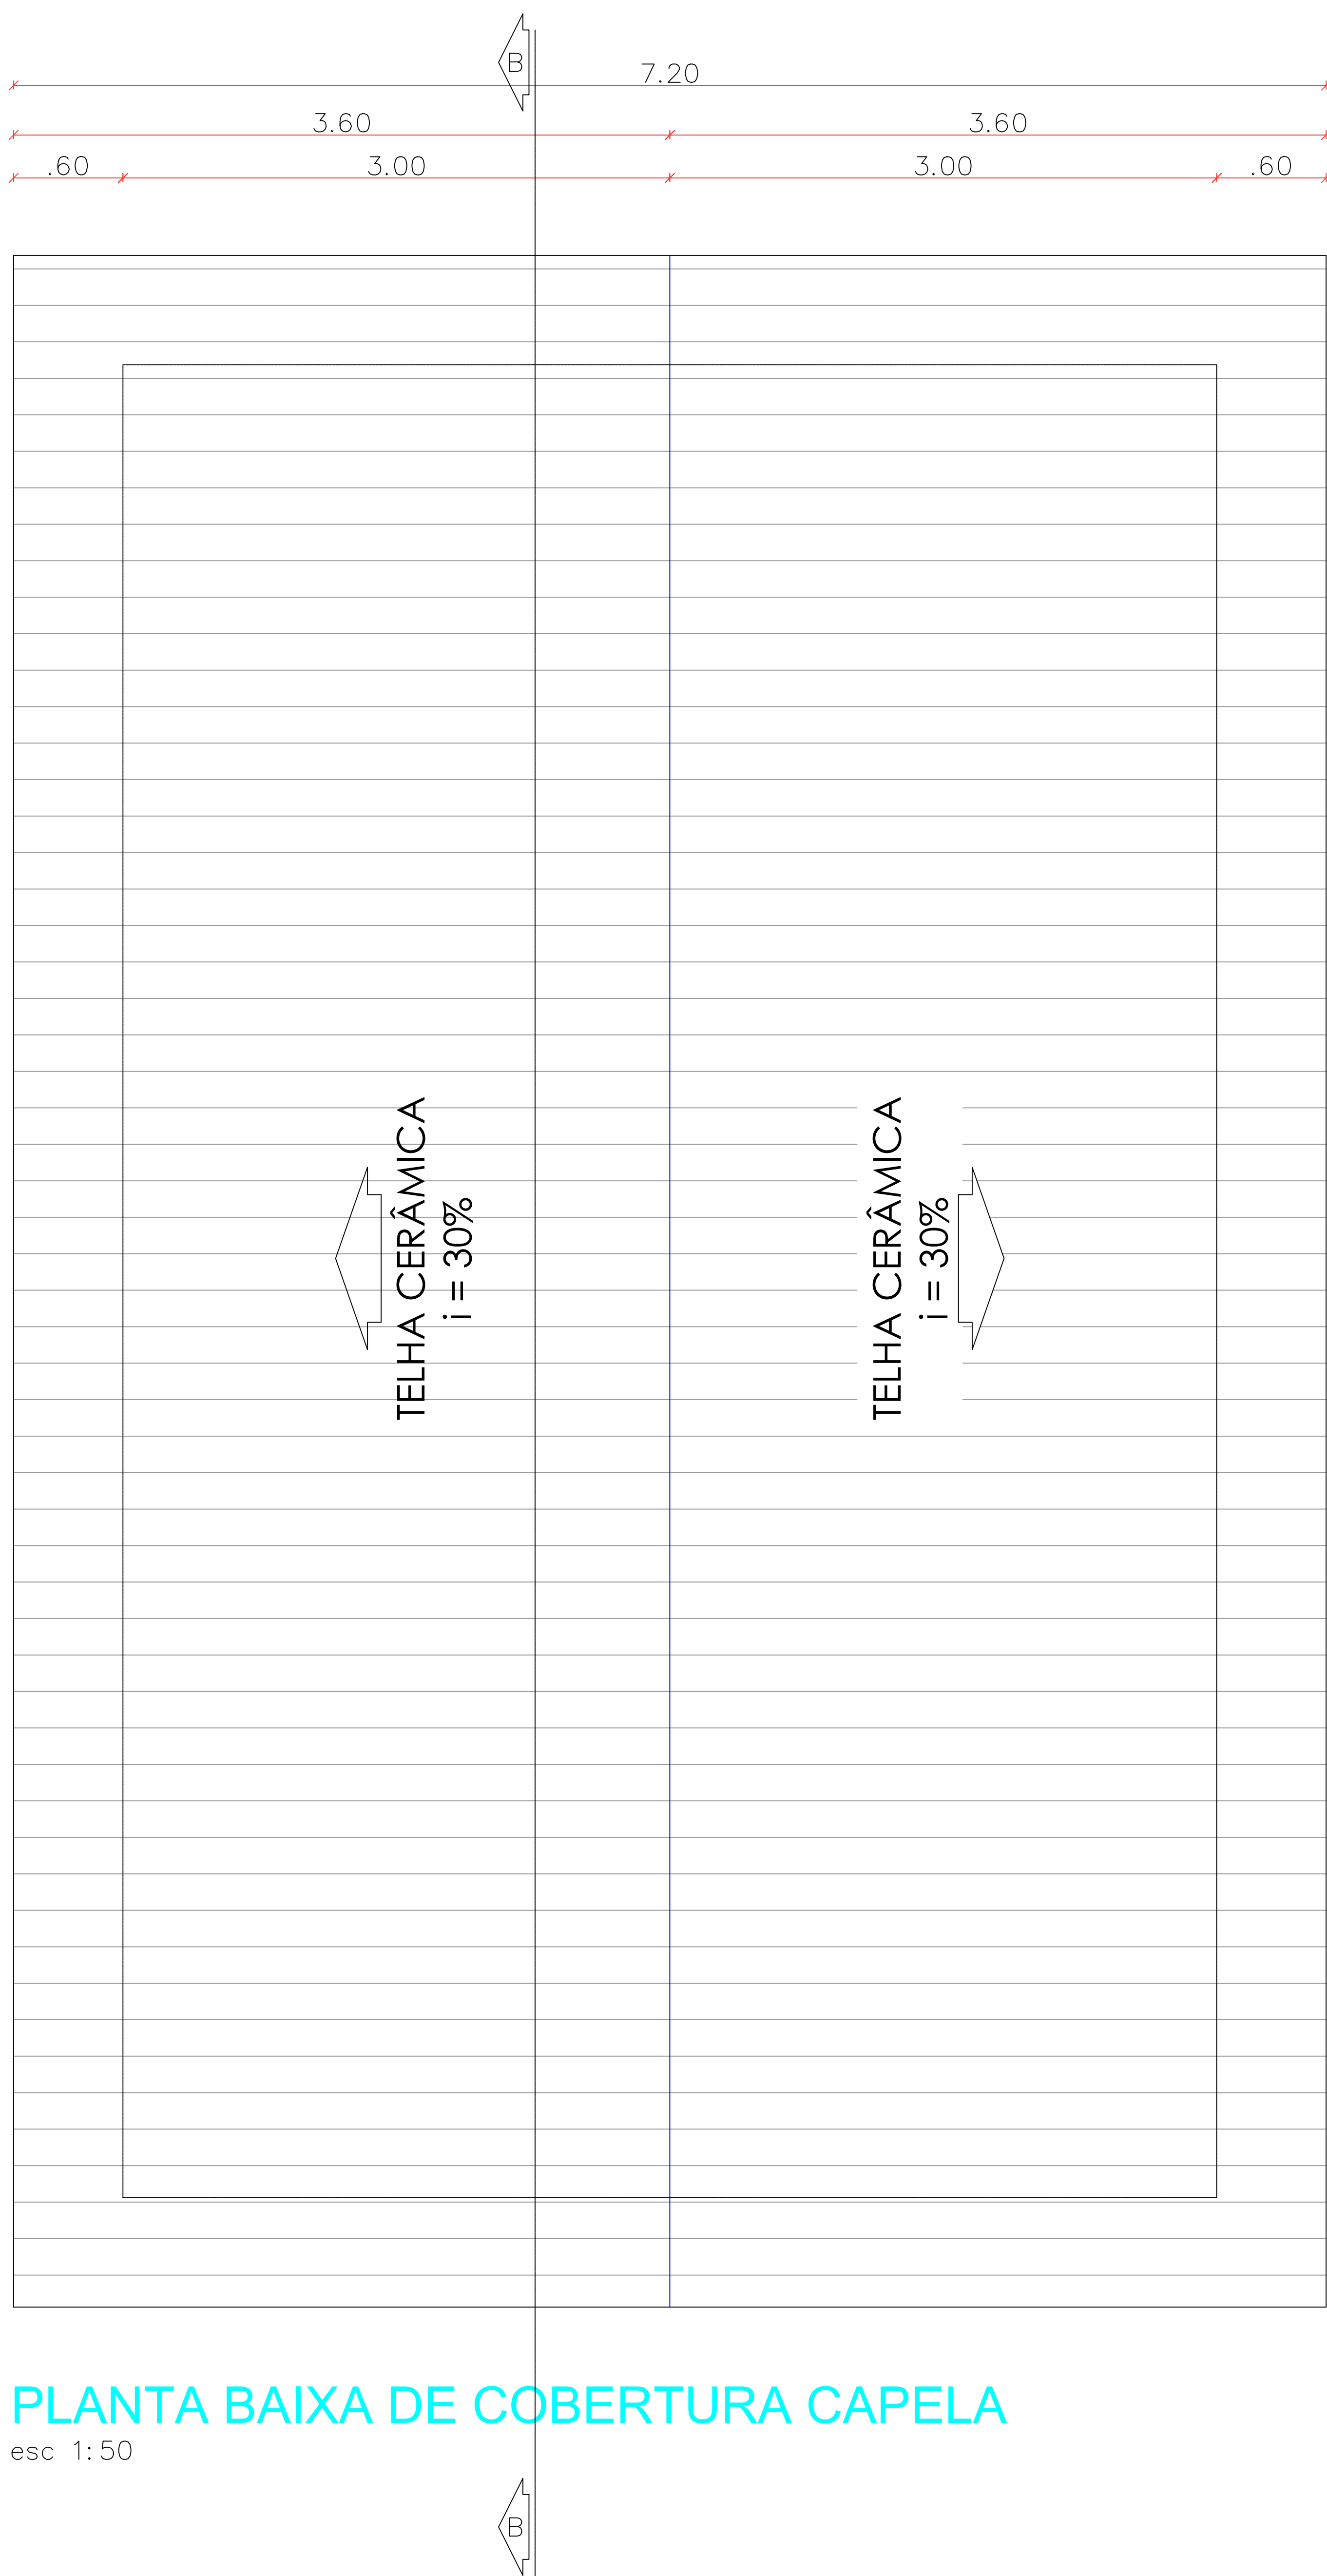 B
7.20
3.60 3.60
.60 3.00 3.00 .60
TELHA CERÂMICA
i = 30%
TELHA CERÂMICA
i = 30%
PLANTA BAIXA DE COBERTURA CAPELA
esc 1:50
B